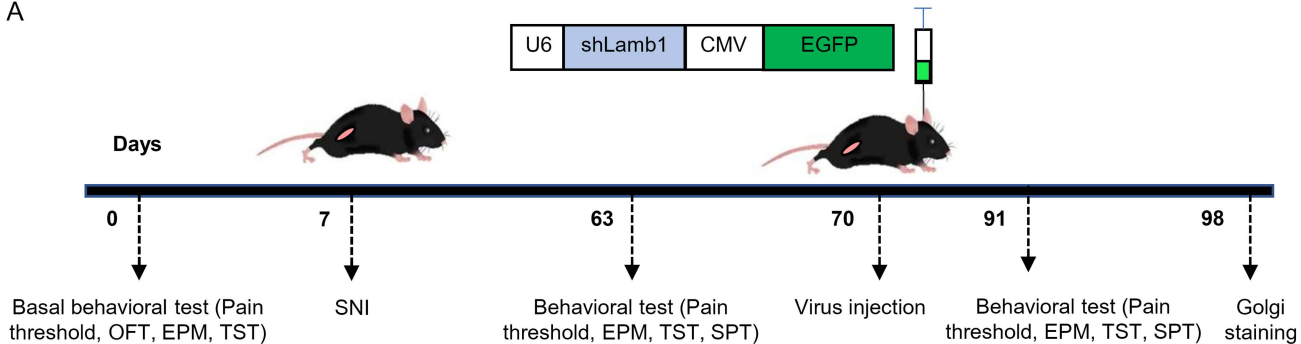 A
U6 shLamb1 CMV EGFP
Days
0 7 63 70 91 98
Basal behavioral test (Pain
threshold, OFT, EPM, TST)
SNI
Behavioral test (Pain
threshold, EPM, TST, SPT)
Virus injection
Behavioral test (Pain
threshold, EPM, TST, SPT)
Golgi
staining